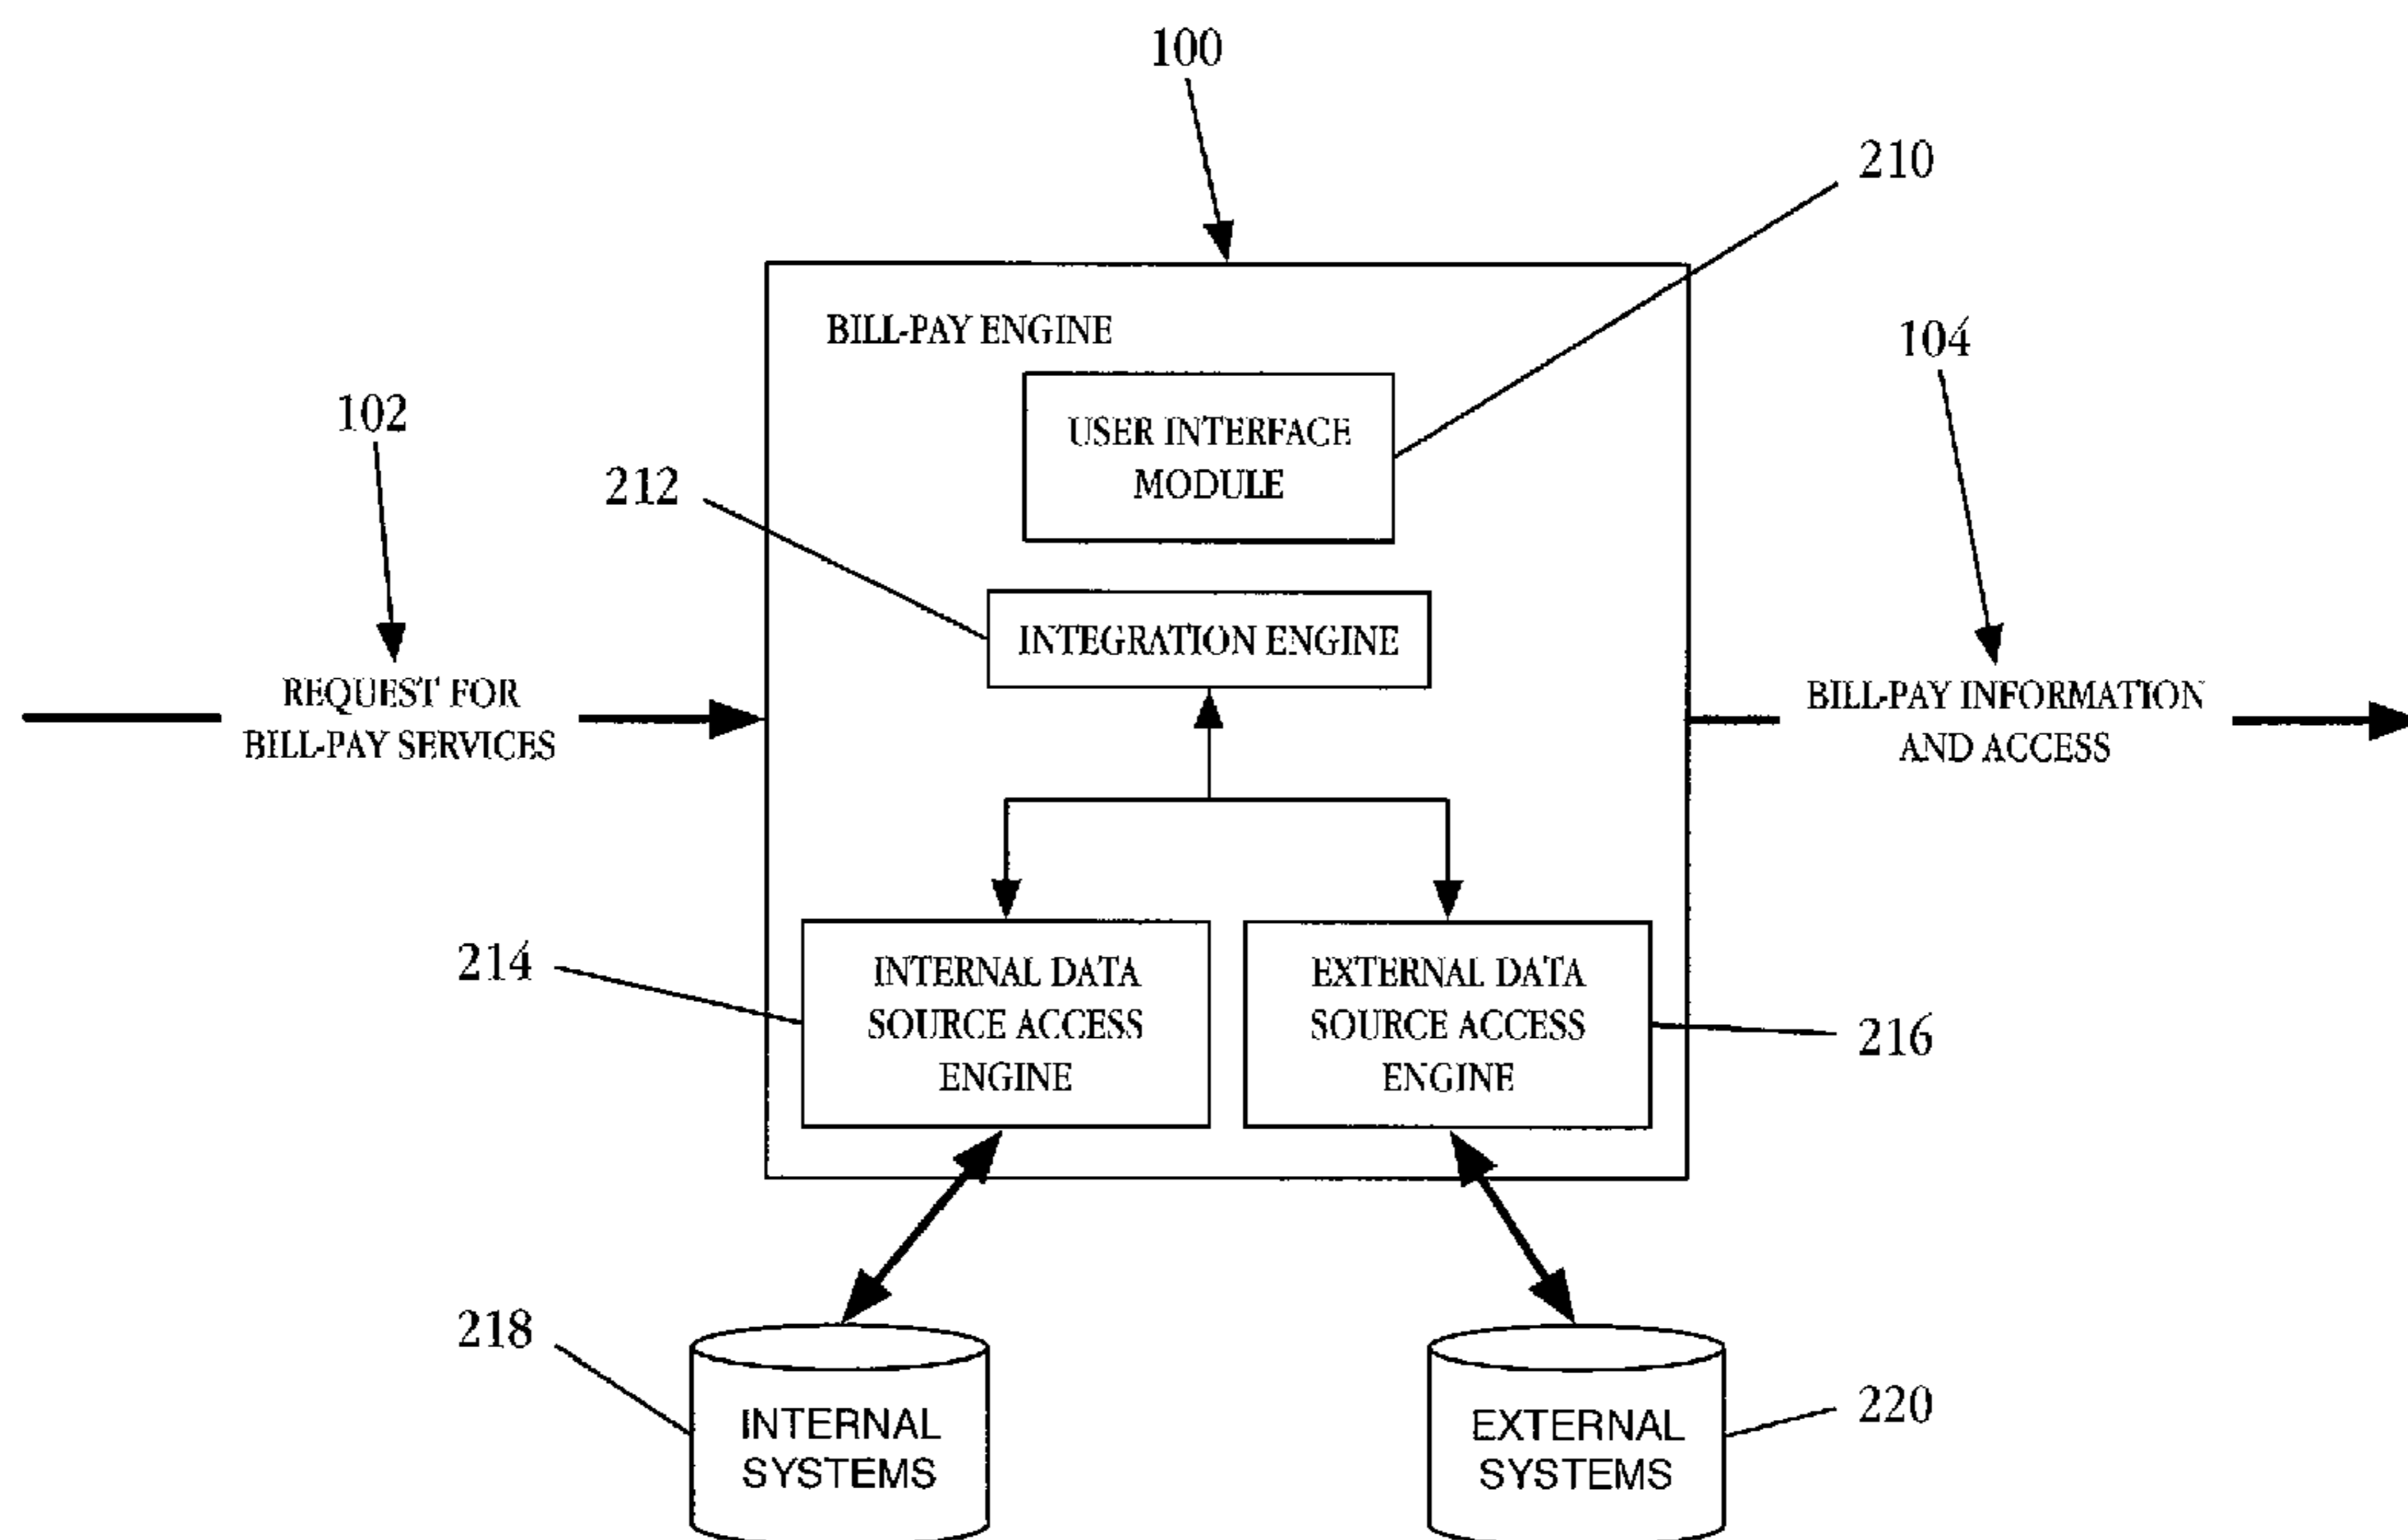 100
210
BILL-PAY ENGINE
104
102
USER INTERFACE
MODULE
212
INTEGRATION ENGINE
REQUEST FOR
BILL-PAY SERVICES
BILL-PAY INFORMATION
AND ACCESS
214
INTERNAL DATA
SOURCE ACCESS
ENGINE
EXTERNAL DATA
SOURCE ACCESS
ENGINE
216
218
INTERNAL
SYSTEMS
EXTERNAL
SYSTEMS
220